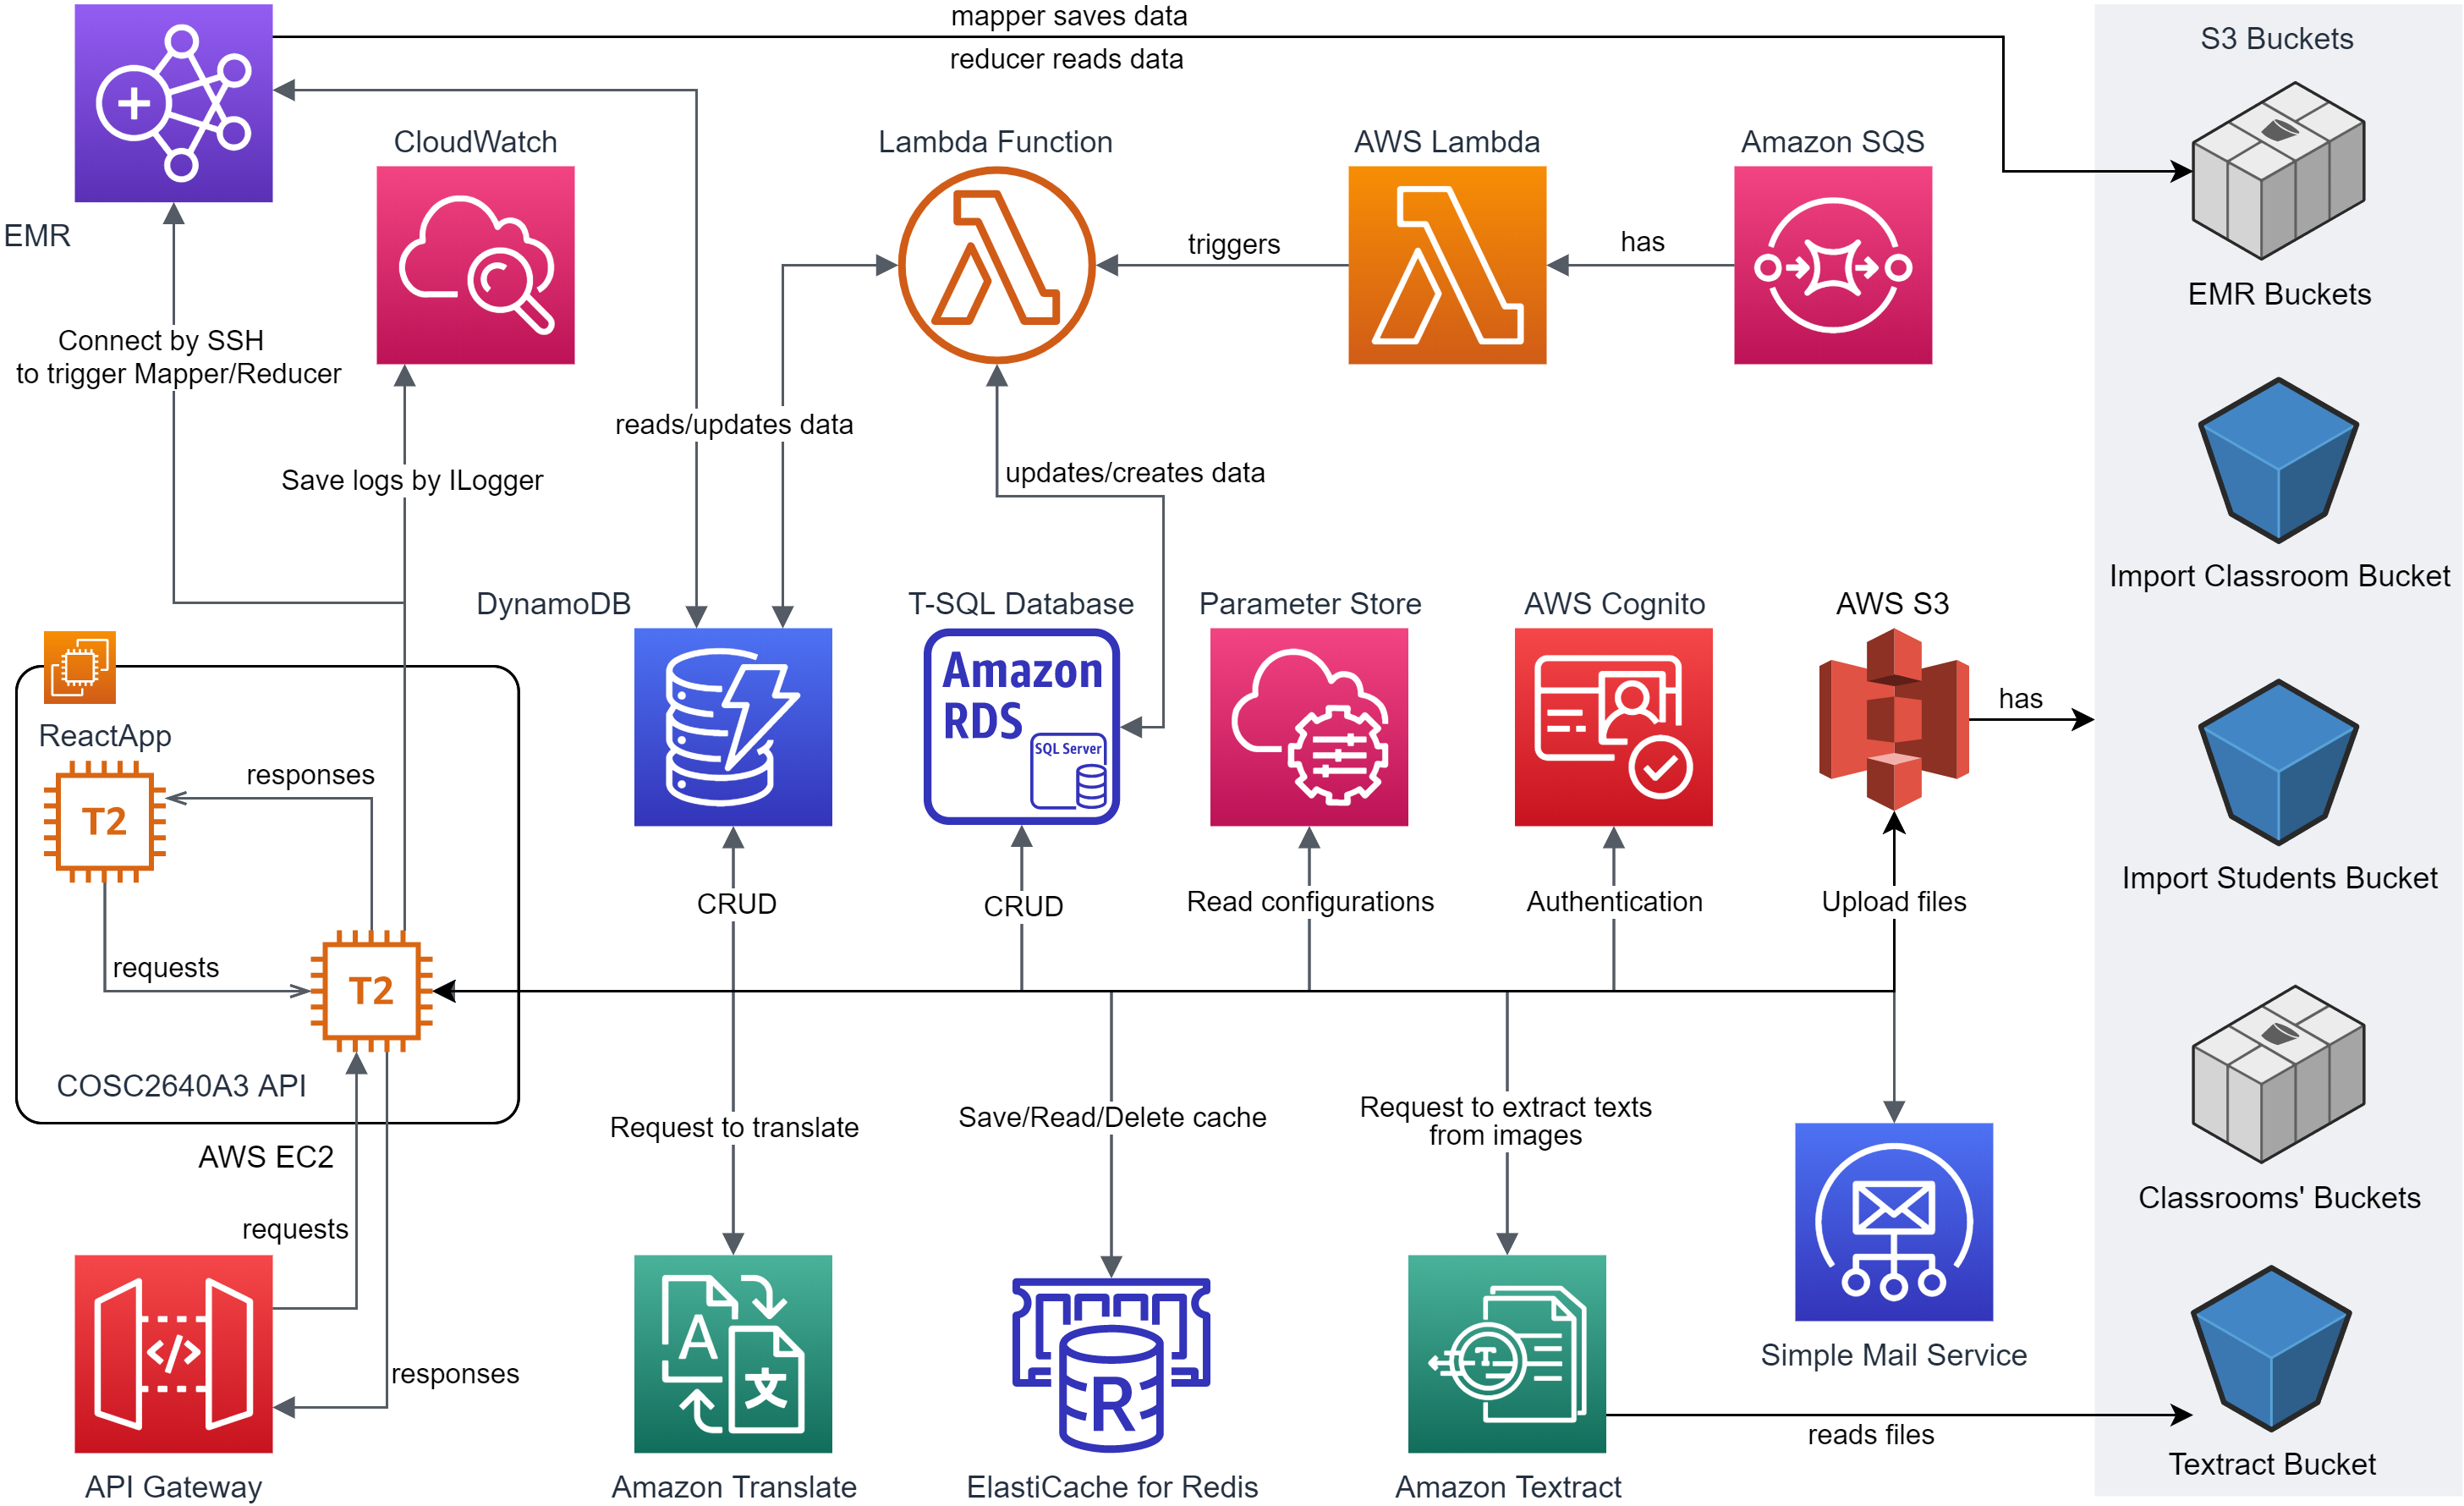 mapper saves data
reducer reads data
S3 Buckets
CloudWatch
Lambda Function
AWS Lambda
Amazon SQS
EMR
triggers
has
EMR Buckets
Connect by SSH
to trigger Mapper/Reducer
reads/updates data
Save logs by ILogger
updates/creates data
Import Classroom Bucket
DynamoDB
T-SQL Database
Parameter Store
AWS Cognito
AWS S3
Amazon
RDS
SQL Server
has
ReactApp
responses
T2
CRUD
CRUD
Read configurations
Authentication
Upload files
Import Students Bucket
requests
T2
COSC2640A3 API
AWS EC2
Request to translate
Save/Read/Delete cache
Request to extract texts
from images
Classrooms' Buckets
requests
responses
A
文
R
T
Simple Mail Service
reads files
Textract Bucket
API Gateway
Amazon Translate
ElastiCache for Redis
Amazon Textract